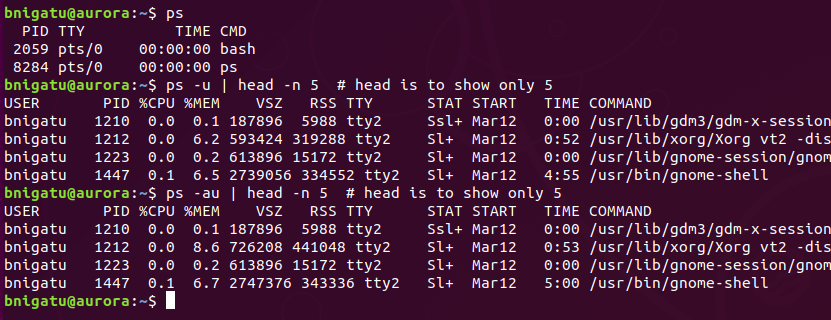 bnigatu@aurora:~$ ps
  PID TTY          TIME CMD
 2059 pts/0    00:00:00 bash
 8284 pts/0    00:00:00 ps
bnigatu@aurora:~$ ps -u | head -n 5  # head is to show only 5
USER       PID %CPU %MEM    VSZ   RSS TTY      STAT START   TIME COMMAND
bnigatu   1210  0.0  0.1 187896  5988 tty2     Ssl+ Mar12   0:00 /usr/lib/gdm3/gdm-x-session
bnigatu   1212  0.0  6.2 593424 319288 tty2    Sl+  Mar12   0:52 /usr/lib/xorg/Xorg vt2 -dis
bnigatu   1223  0.0  0.2 613896 15172 tty2     Sl+  Mar12   0:00 /usr/lib/gnome-session/gnom
bnigatu   1447  0.1  6.5 2739056 334552 tty2   Sl+  Mar12   4:55 /usr/bin/gnome-shell
bnigatu@aurora:~$ ps -au | head -n 5  # head is to show only 5
USER       PID %CPU %MEM    VSZ   RSS TTY      STAT START   TIME COMMAND
bnigatu   1210  0.0  0.1 187896  5988 tty2     Ssl+ Mar12   0:00 /usr/lib/gdm3/gdm-x-session
bnigatu   1212  0.0  8.6 726208 441048 tty2    Sl+  Mar12   0:53 /usr/lib/xorg/Xorg vt2 -dis
bnigatu   1223  0.0  0.2 613896 15172 tty2     Sl+  Mar12   0:00 /usr/lib/gnome-session/gnom
bnigatu   1447  0.1  6.7 2747376 343336 tty2   Sl+  Mar12   5:00 /usr/bin/gnome-shell
bnigatu@aurora:~$